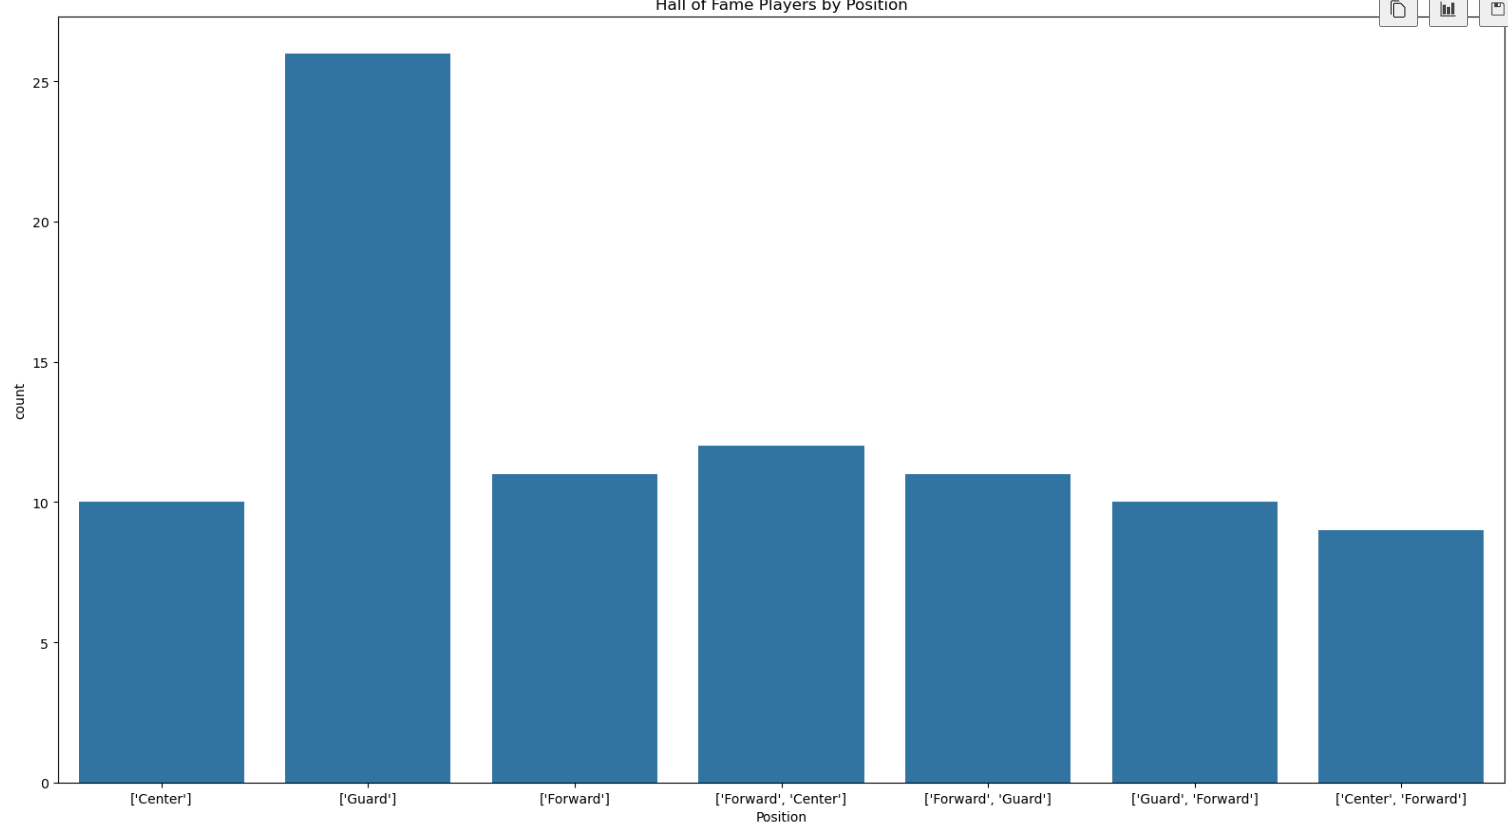 Hall of Fame Players by Position
25
20
15
10
5
0
count
['Center'] ['Guard'] ['Forward'] ['Forward', 'Center'] ['Forward', 'Guard'] ['Guard', 'Forward'] ['Center', 'Forward']
Position